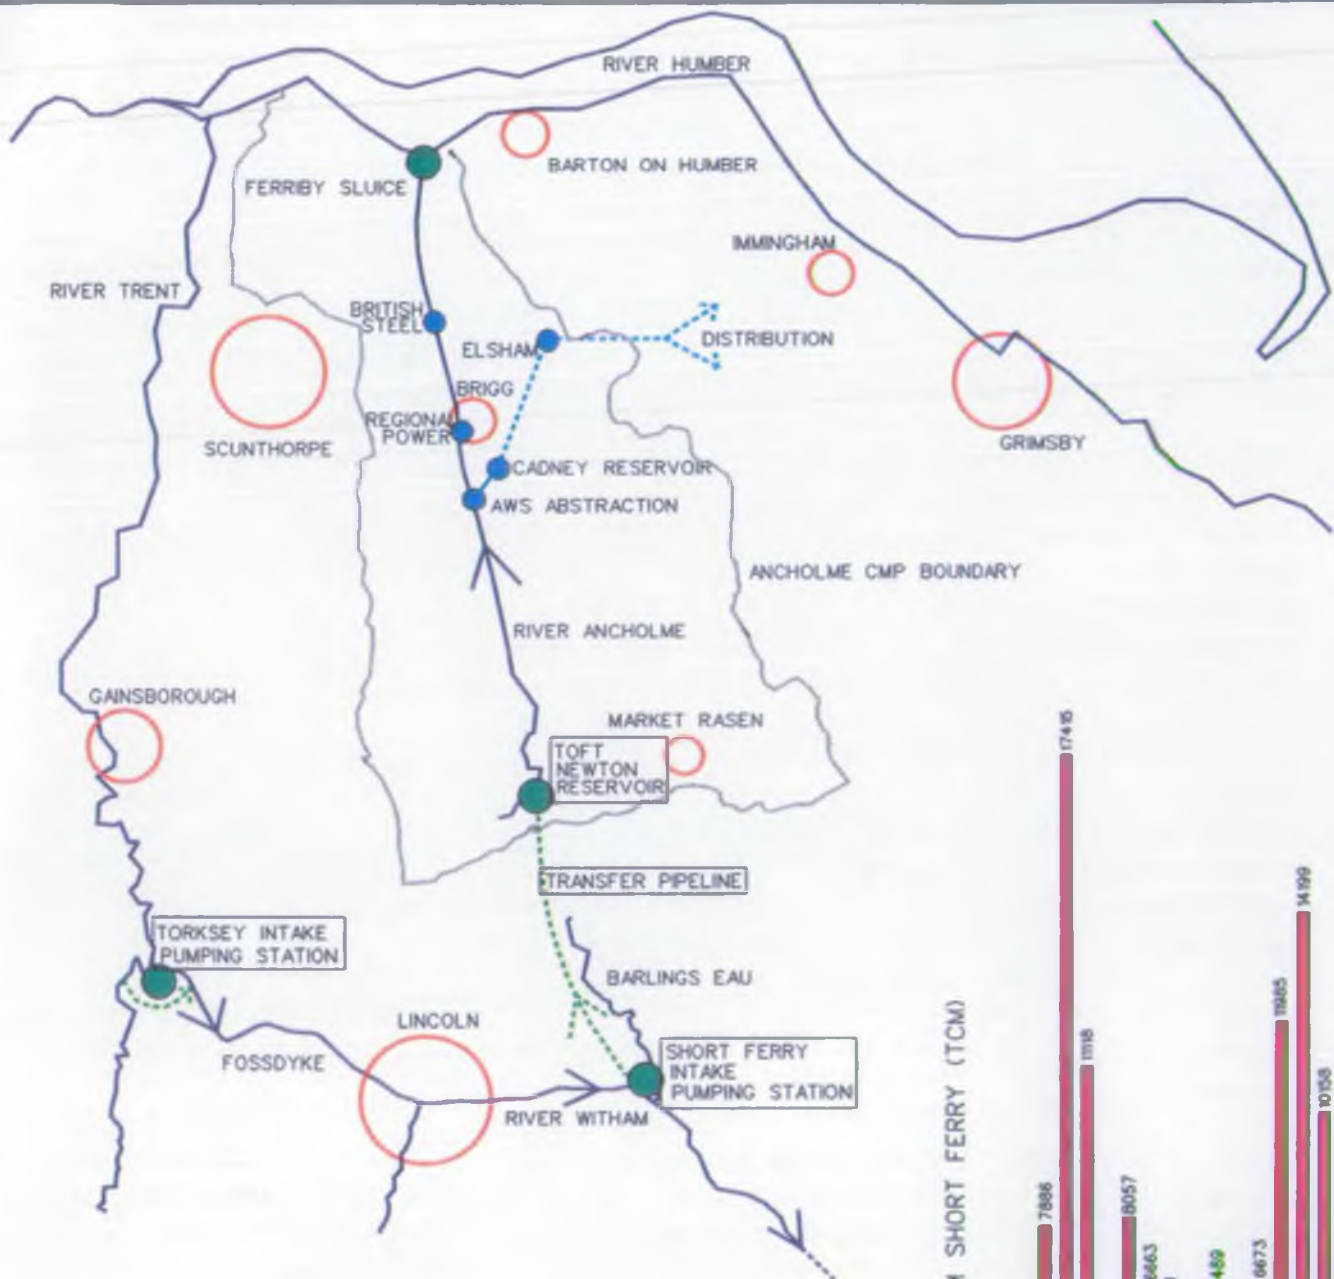 RIVER HUMBER
BARTON ON HUMBER
FERRIBY SLUICE
IMMINGHAM
RIVER TRENT
BRITISH
STEEL
ELSHAM
DISTRIBUTION
BRIGG
REGIONAL
POWER
SCUNTHORPE
GRIMSBY
CADNEY RESERVOIR
AWS ABSTRACTION
ANCHOLME CMP BOUNDARY
RIVER ANCHOLME
GAINSBOROUGH
MARKET RASEN
TOFT
NEWTON
RESERVOIR
TRANSFER PIPELINE
TORKSEY INTAKE
PUMPING STATION
BARLINGS EAU
LINCOLN
FOSSDYKE
SHORT FERRY
INTAKE
PUMPING STATION
RIVER WITHAM
SHORT FERRY (TCM)
7886
17415
11118
8057
6663
489
6673
11985
14199
10158